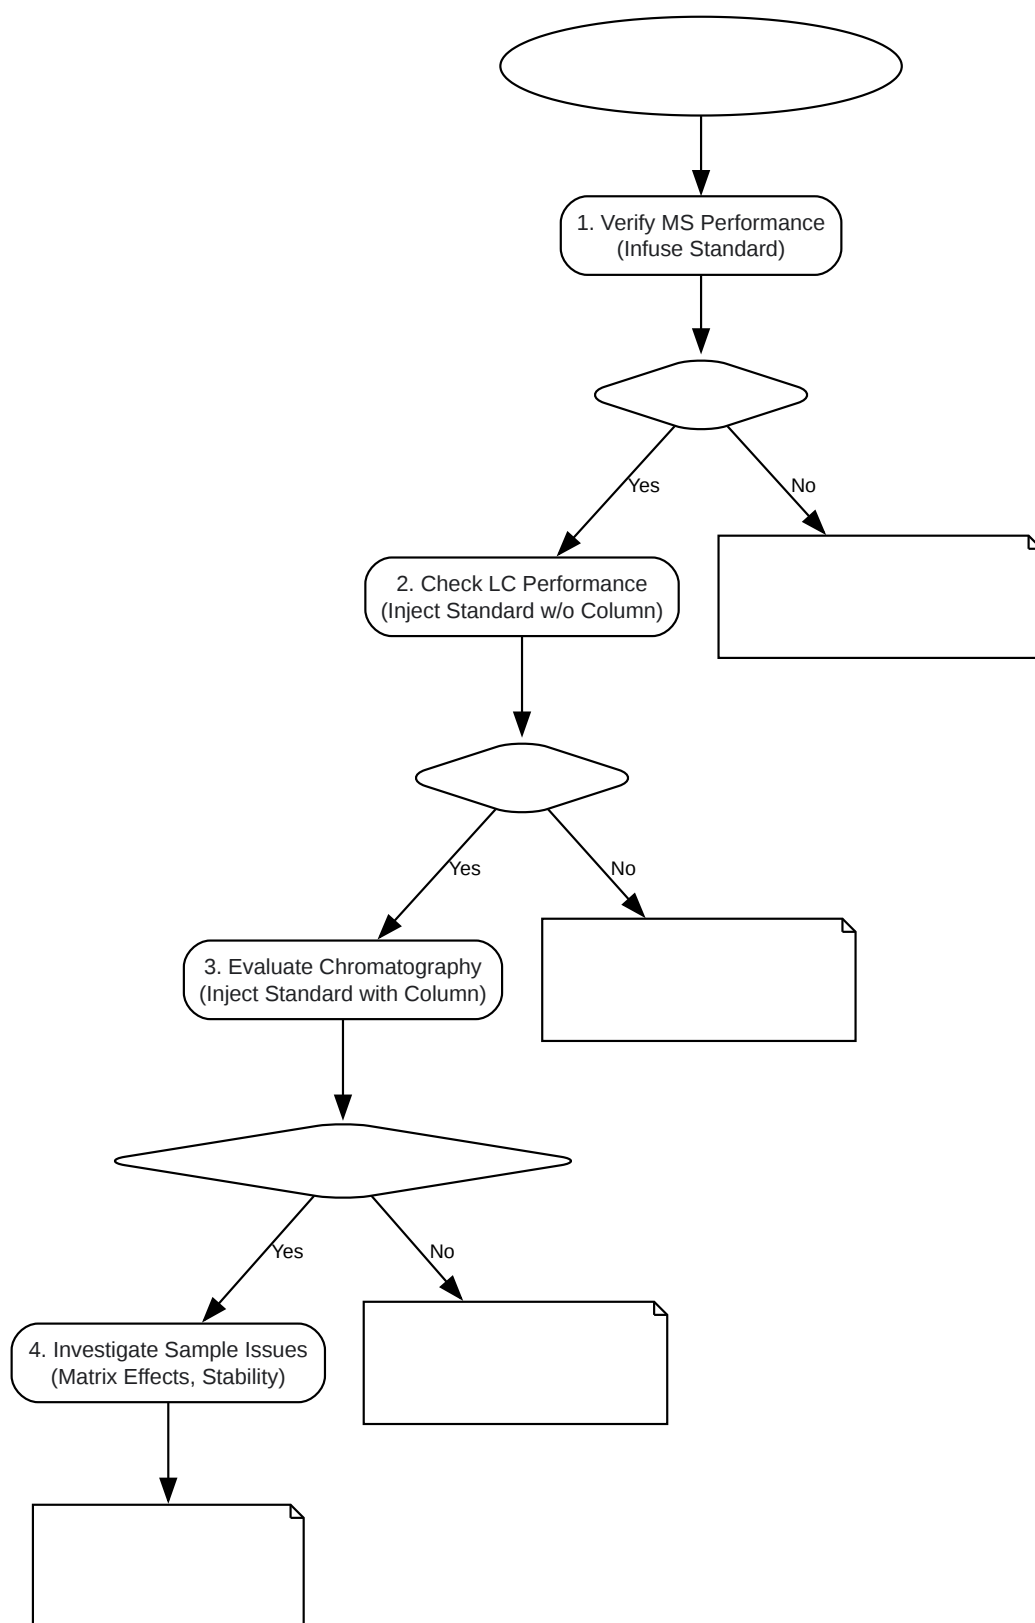 1. Verify MS Performance
(Infuse Standard)
Yes
No
2. Check LC Performance
(Inject Standard w/o Column)
Yes
No
3. Evaluate Chromatography
(Inject Standard with Column)
Yes
No
4. Investigate Sample Issues
(Matrix Effects, Stability)